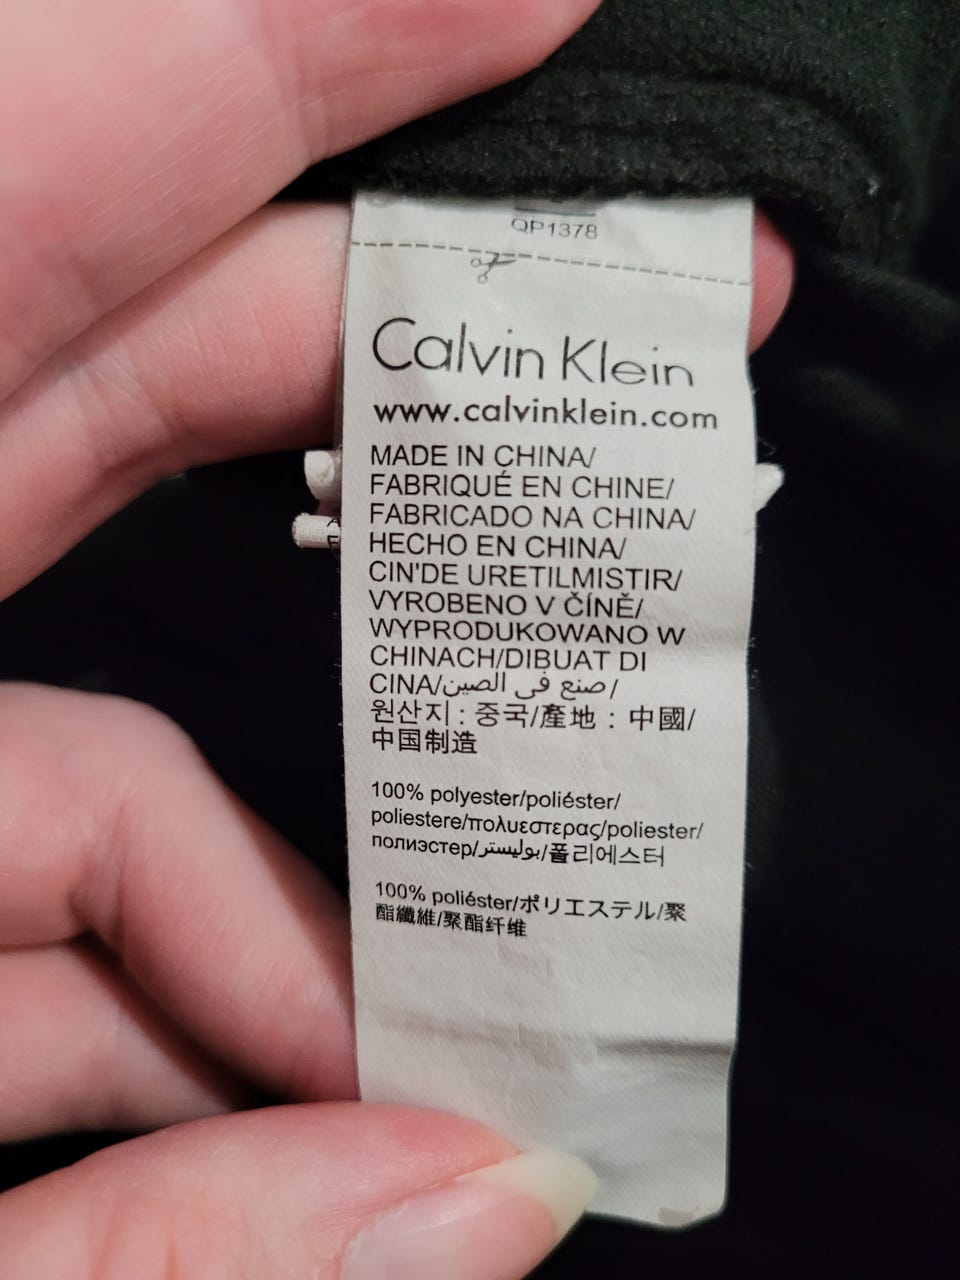 QP1378
Calvin Klein
www.calvinklein.com
MADE IN CHINA/
FABRIQUÉ EN CHINE/
FABRICADO NA CHINA/
HECHO EN CHINA/
CIN'DE URETILMISTIR/
VYROBENO V ČÍNĚ/
WYPRODUKOWANO W
CHINACH/DIBUAT DI
CINA/صنع في الصين/
원산지 : 중국/產地 : 中國/
中国制造
100% polyester/poliéster/
poliestere/πολυεστερας/poliester/
полиэстер/بوليستر/폴리에스터
100% poliéster/ポリエステル/聚
酯纖維/聚酯纤维